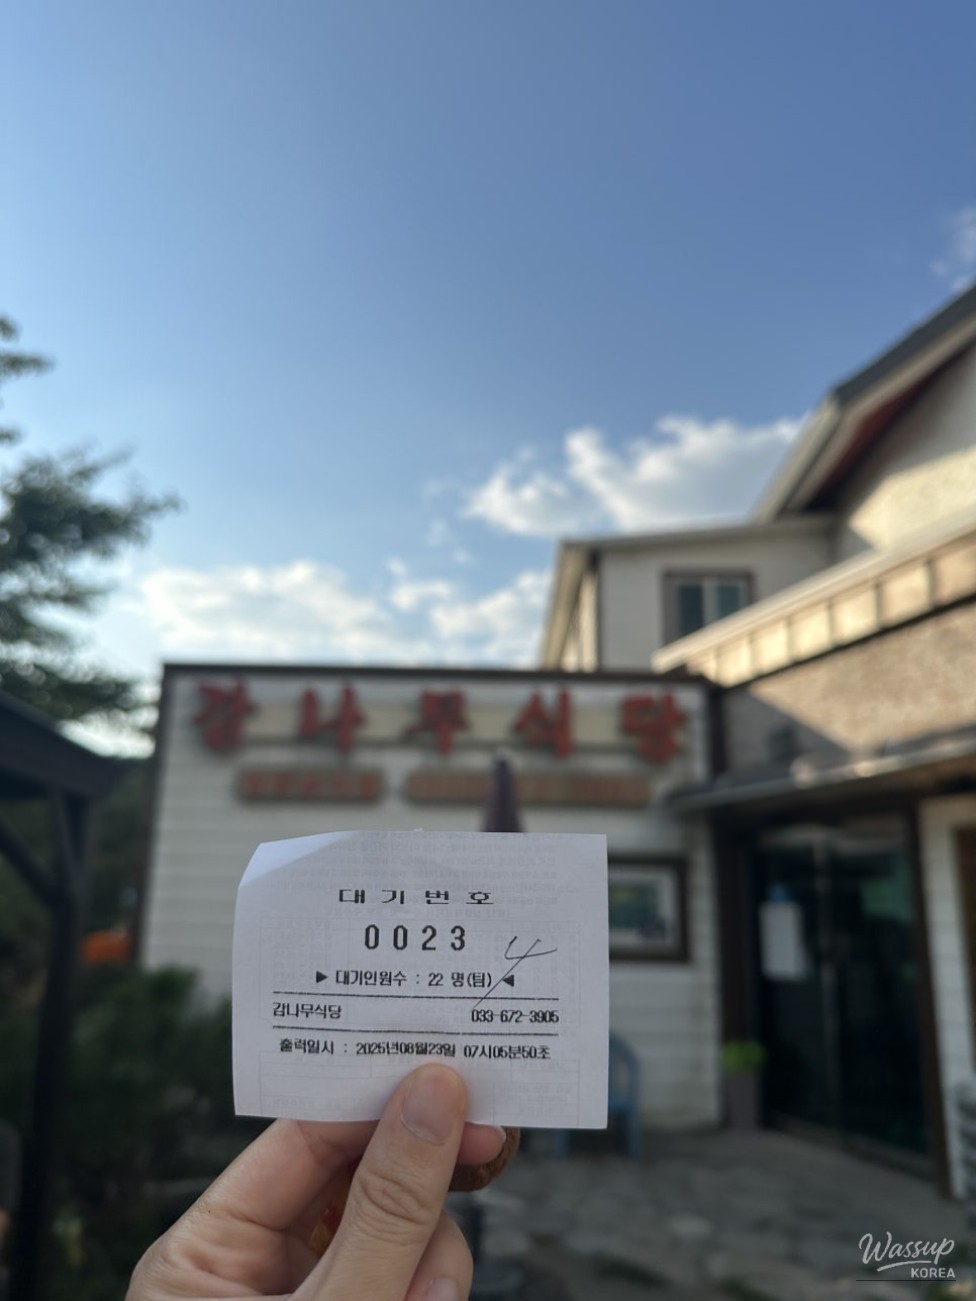 감나무식당
대 기 번 호
0023
4
▶ 대기인원수 : 22 명(팀) ◀
감나무식당 033-672-3905
출력일시 : 2025년08월23일 07시05분50초
Wassup
KOREA